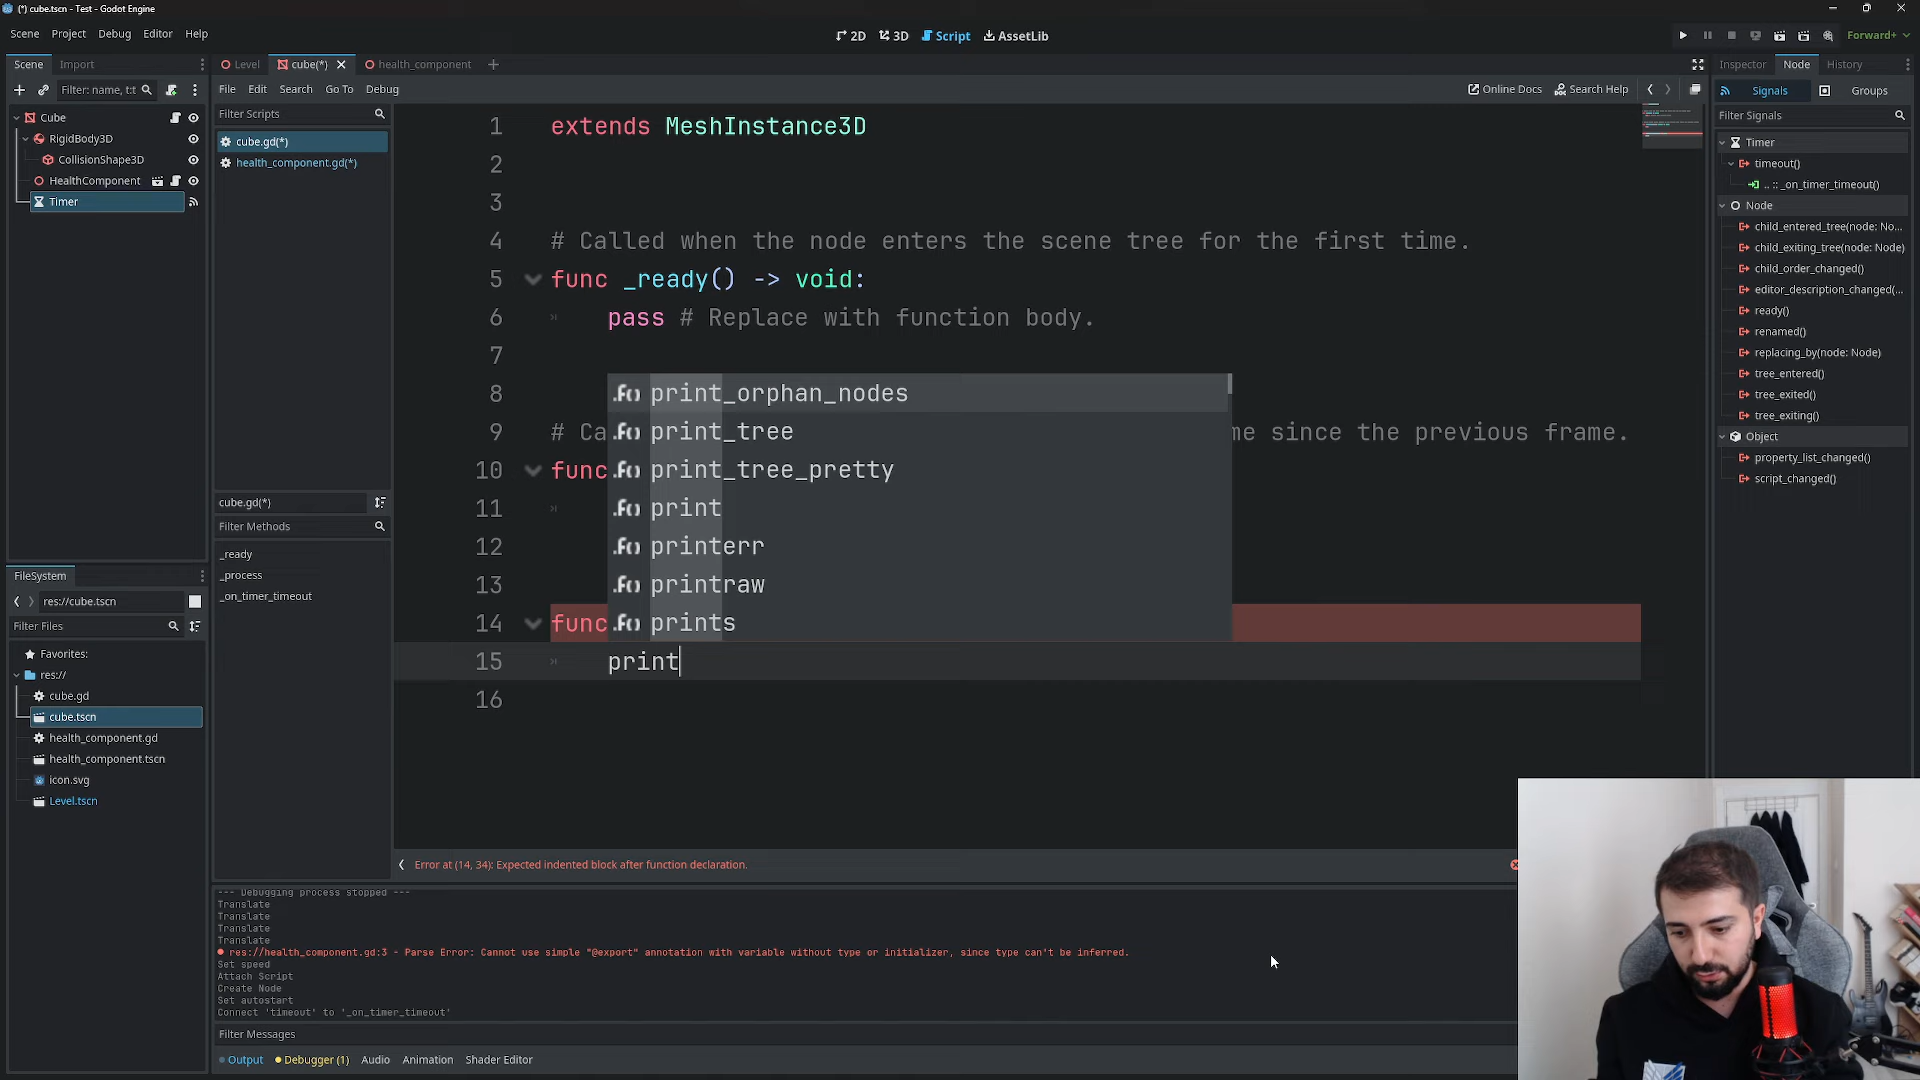 (*) cube.tscn - Test - Godot Engine
Scene Project Debug Editor Help
2D 3D Script AssetLib
Forward+
Scene Import
Level cube(*) health_component
Inspector Node History
Filter: name, t:t
File Edit Search Go To Debug
Online Docs Search Help
Signals Groups
Filter Scripts
Filter Signals
Cube
RigidBody3D
CollisionShape3D
HealthComponent
Timer
cube.gd(*)
health_component.gd(*)
cube.gd(*)
Filter Methods
_ready
_process
_on_timer_timeout
1 extends MeshInstance3D
2
3
4 # Called when the node enters the scene tree for the first time.
5 func _ready() -> void:
6 pass # Replace with function body.
7
8
9 # Ca me since the previous frame.
10 func
11
12
13
14 func
15 print
16
print_orphan_nodes
print_tree
print_tree_pretty
print
printerr
printraw
prints
Timer
timeout()
.. :: _on_timer_timeout()
Node
child_entered_tree(node: No...
child_exiting_tree(node: Node)
child_order_changed()
editor_description_changed(...
ready()
renamed()
replacing_by(node: Node)
tree_entered()
tree_exited()
tree_exiting()
Object
property_list_changed()
script_changed()
FileSystem
res://cube.tscn
Filter Files
Favorites:
res://
cube.gd
cube.tscn
health_component.gd
health_component.tscn
icon.svg
Level.tscn
Error at (14, 34): Expected indented block after function declaration.
--- Debugging process stopped ---
Translate
Translate
Translate
Translate
res://health_component.gd:3 - Parse Error: Cannot use simple "@export" annotation with variable without type or initializer, since type can't be inferred.
Set speed
Attach Script
Create Node
Set autostart
Connect 'timeout' to '_on_timer_timeout'
Filter Messages
Output Debugger (1) Audio Animation Shader Editor